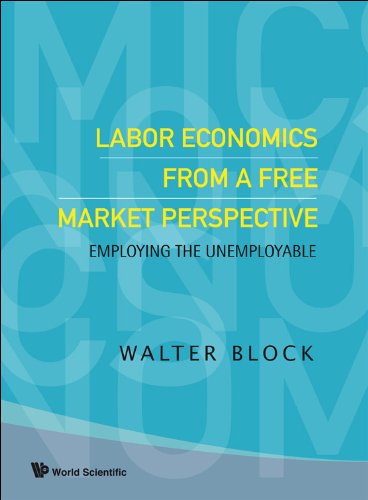 LABOR ECONOMICS
FROM A FREE
MARKET PERSPECTIVE
EMPLOYING THE UNEMPLOYABLE
WALTER BLOCK
World Scientific